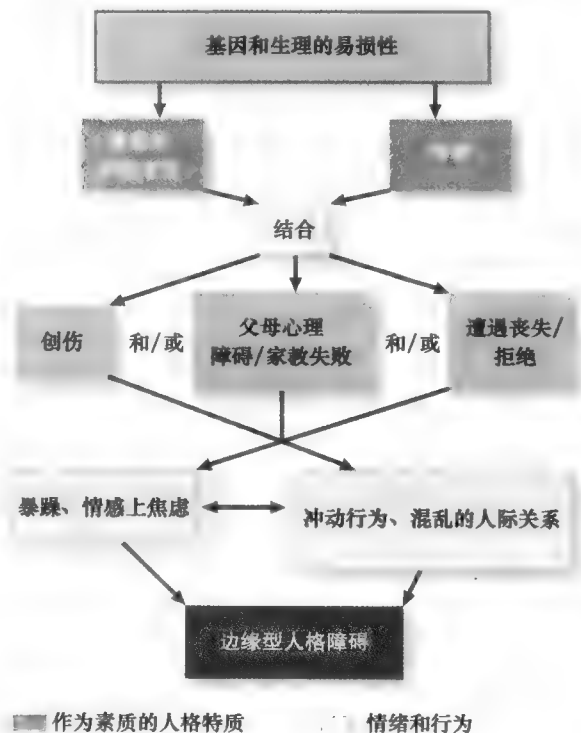 基因和生理的易损性
结合
创伤
和/或
父母心理
障碍/家教失败
和/或
遭遇丧失/
拒绝
暴躁、情感上焦虑
冲动行为、混乱的人际关系
边缘型人格障碍
作为素质的人格特质
情绪和行为